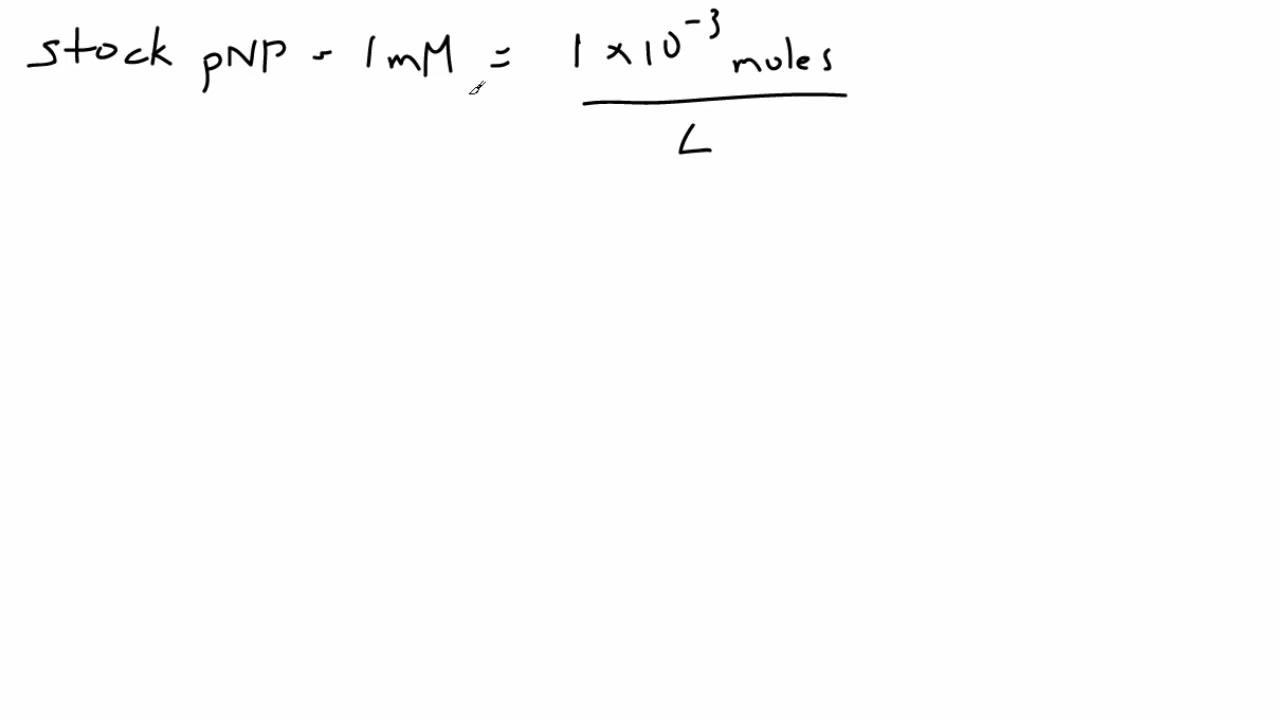 stock pNP - 1mM = 1 × 10⁻³ moles
L